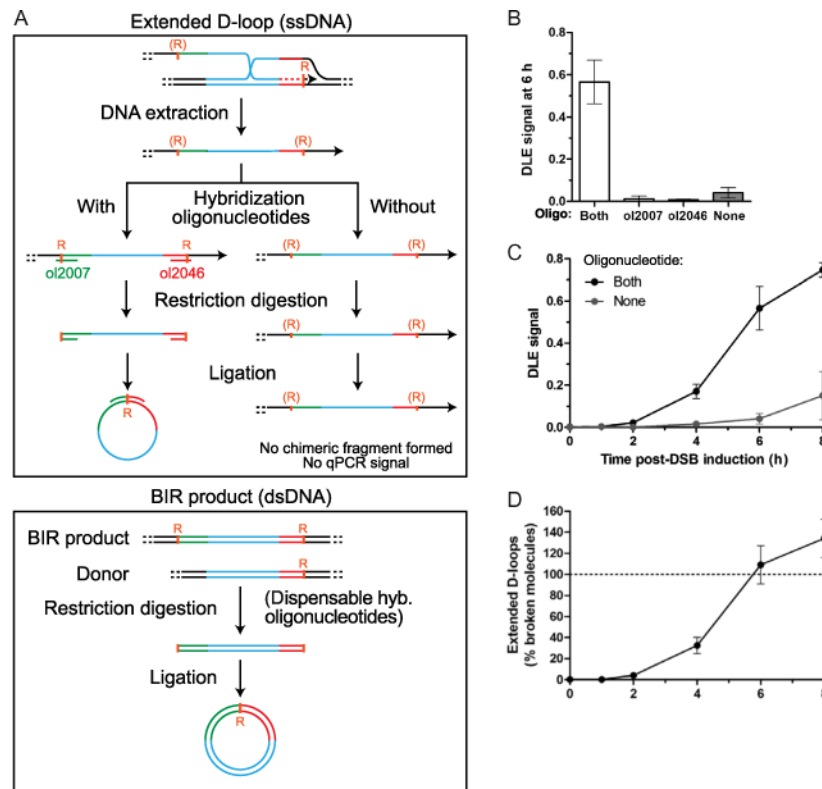 A
Extended D-loop (ssDNA)
(R)
R
DNA extraction
(R)
(R)
With
Hybridization
oligonucleotides
Without
R
R
(R)
(R)
ol2007
ol2046
Restriction digestion
(R)
(R)
Ligation
R
(R)
(R)
No chimeric fragment formed
No qPCR signal
BIR product (dsDNA)
R
R
BIR product
Donor
R
Restriction digestion
(Dispensable hyb.
oligonucleotides)
Ligation
R
B
DLE signal at 6 h
0.8
0.6
0.4
0.2
0.0
Oligo: Both ol2007 ol2046 None
C
Oligonucleotide:
Both
None
DLE signal
0.8
0.6
0.4
0.2
0.0
0 2 4 6 8
Time post-DSB induction (h)
D
Extended D-loops
(% broken molecules)
160
140
120
100
80
60
40
20
0
0 2 4 6 8